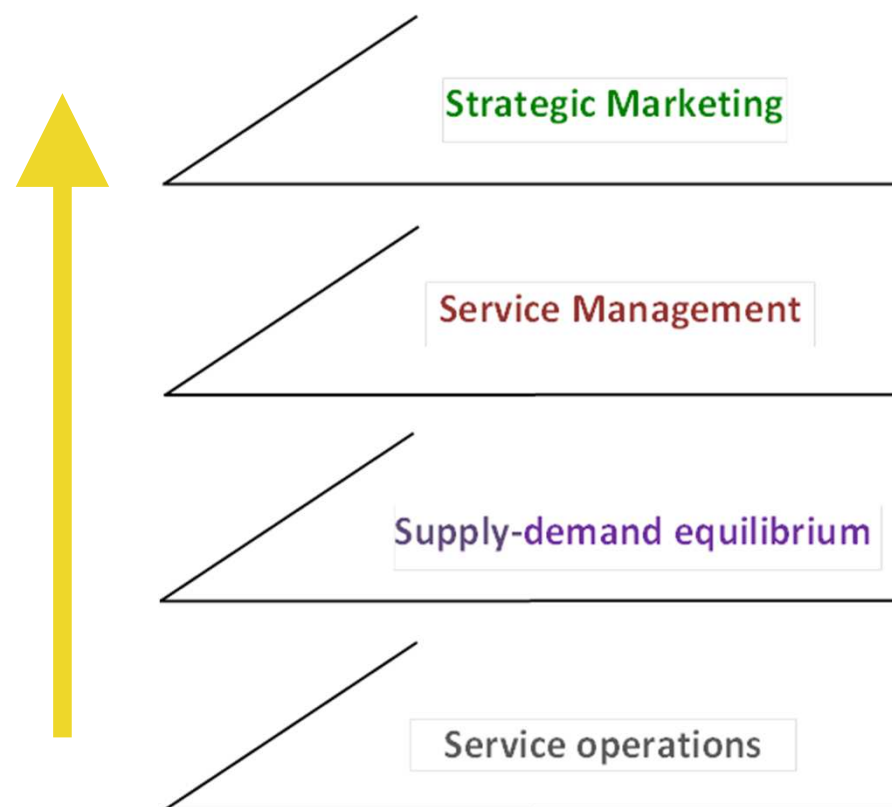 Strategic Marketing
Service Management
Supply-demand equilibrium
Service operations